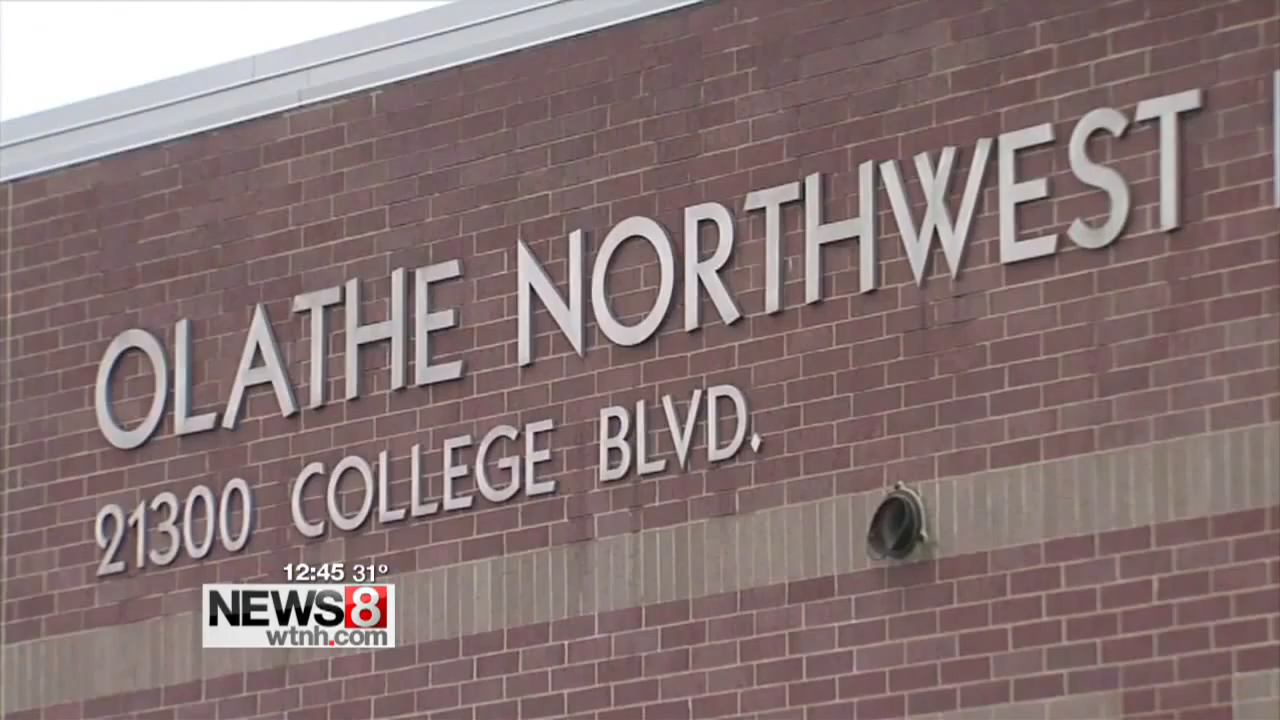 OLATHE NORTHWEST
21300 COLLEGE BLVD.
12:45 31°
NEWS8
wtnh.com